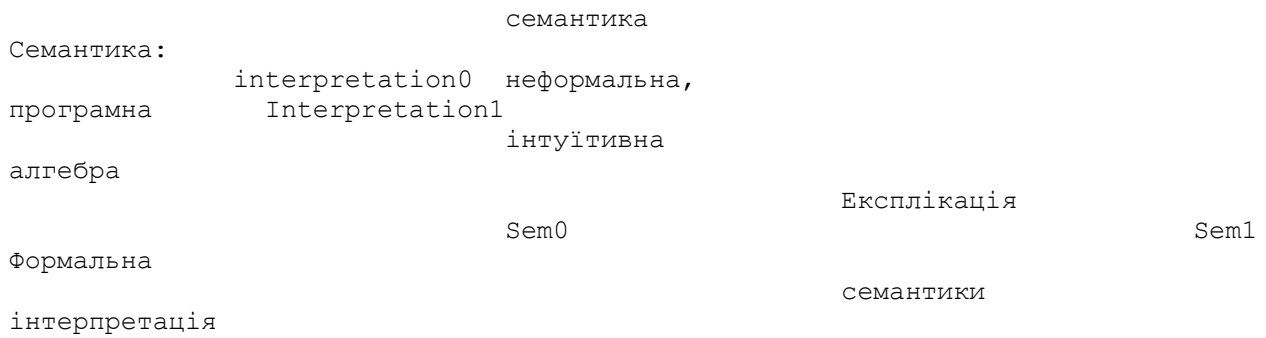 семантика
Семантика:
interpretation0 неформальна,
програмна Interpretation1
інтуїтивна
алгебра
Експлікація
Sem0 Sem1
Формальна
семантики
інтерпретація